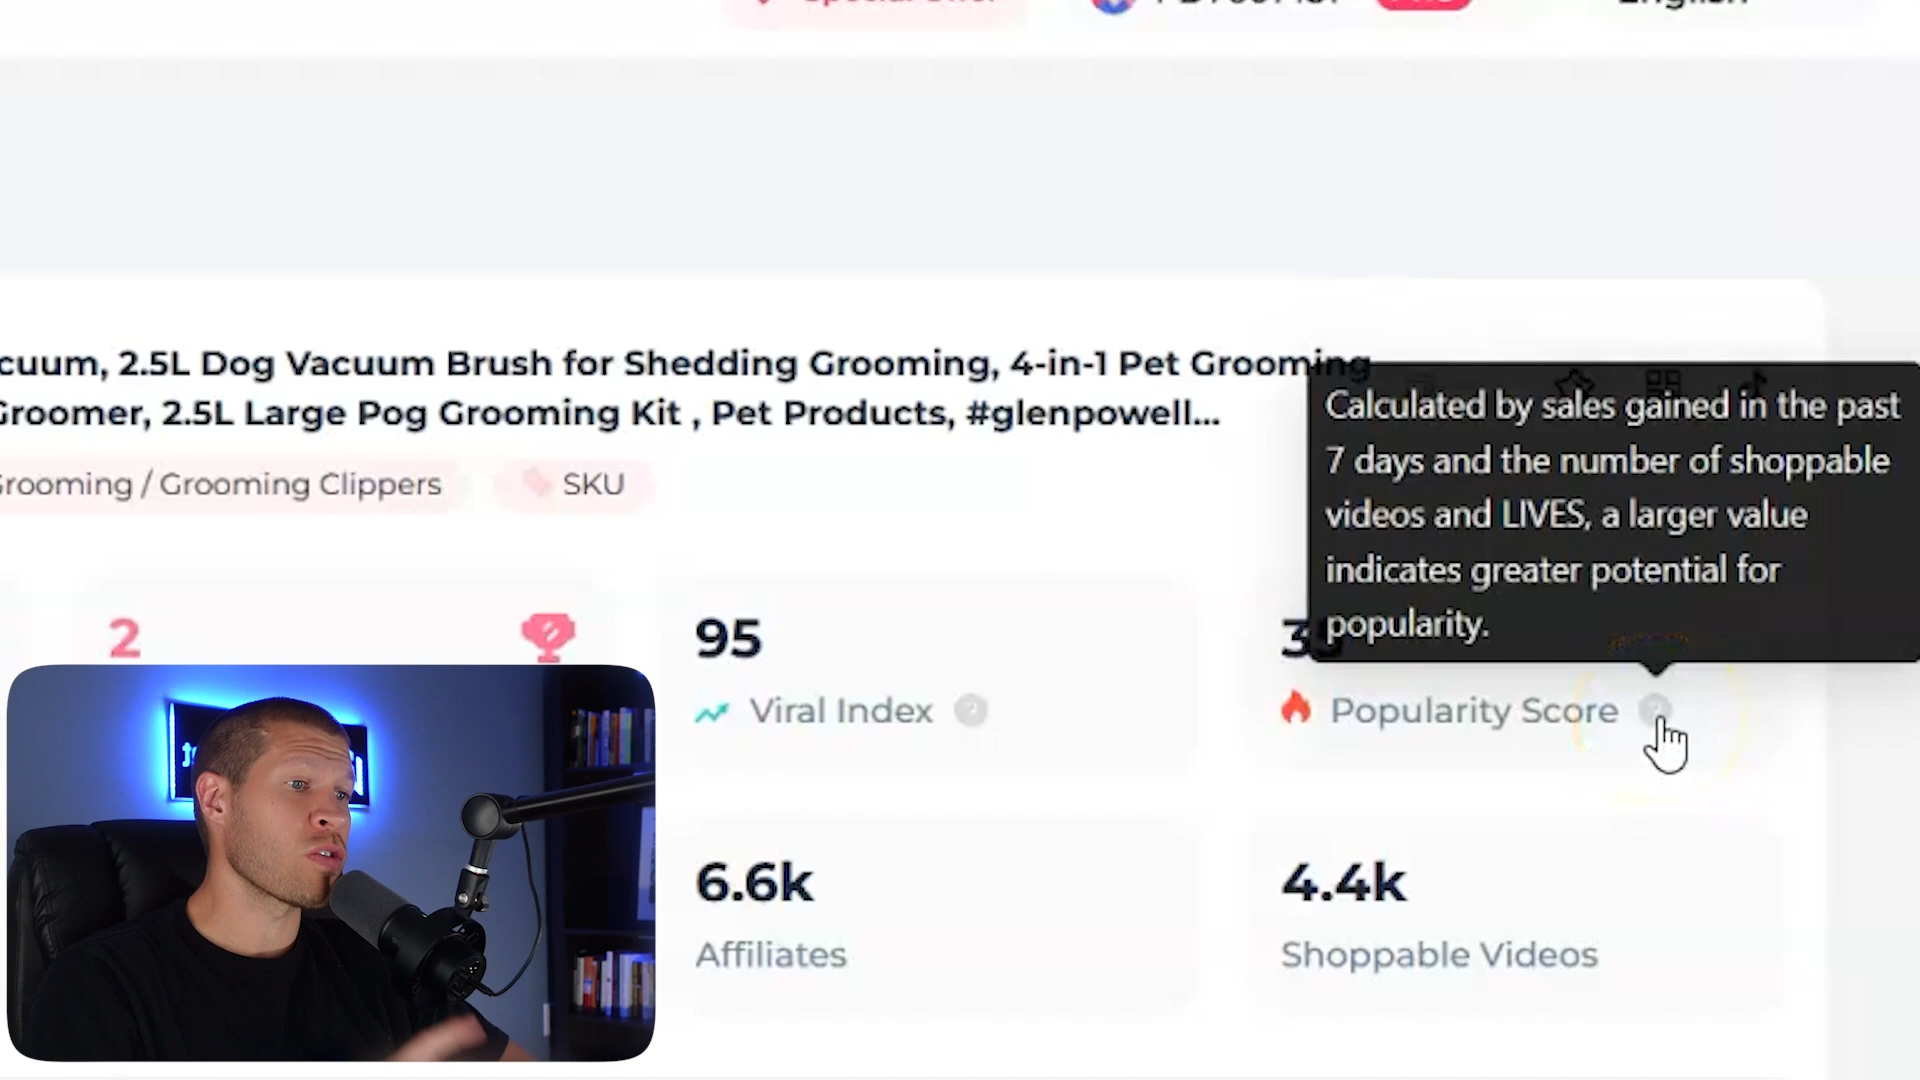 Special Offer
English
cuum, 2.5L Dog Vacuum Brush for Shedding Grooming, 4-in-1 Pet Grooming
Groomer, 2.5L Large Pog Grooming Kit , Pet Products, #glenpowell...
Grooming / Grooming Clippers
SKU
Calculated by sales gained in the past
7 days and the number of shoppable
videos and LIVES, a larger value
indicates greater potential for
popularity.
2
95
Viral Index
Popularity Score
6.6k
Affiliates
4.4k
Shoppable Videos